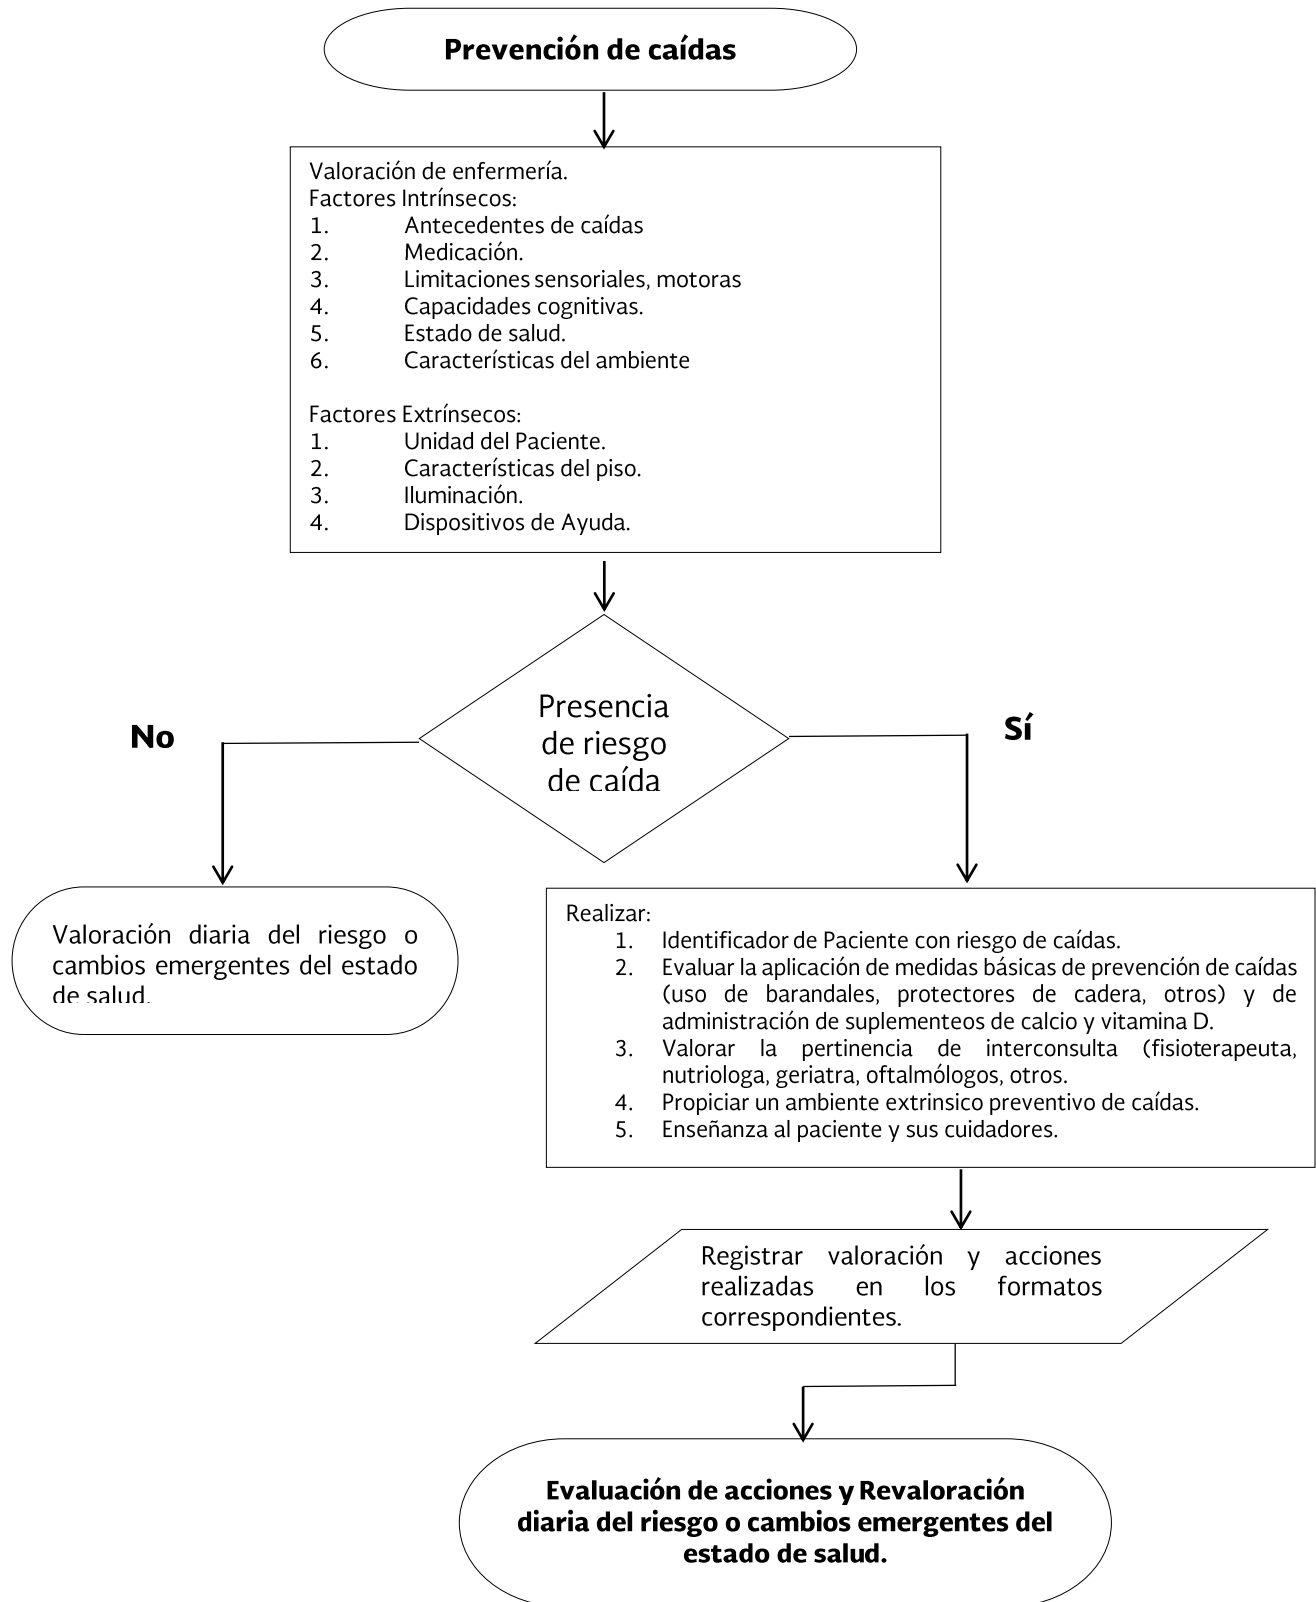 Prevención de caídas
Valoración de enfermería.
Factores Intrínsecos:
1. Antecedentes de caídas
2. Medicación.
3. Limitaciones sensoriales, motoras
4. Capacidades cognitivas.
5. Estado de salud.
6. Características del ambiente
Factores Extrínsecos:
1. Unidad del Paciente.
2. Características del piso.
3. Iluminación.
4. Dispositivos de Ayuda.
Presencia
de riesgo
de caída
No
Sí
Valoración diaria del riesgo o
cambios emergentes del estado
de salud.
Realizar:
1. Identificador de Paciente con riesgo de caídas.
2. Evaluar la aplicación de medidas básicas de prevención de caídas
(uso de barandales, protectores de cadera, otros) y de
administración de suplementeos de calcio y vitamina D.
3. Valorar la pertinencia de interconsulta (fisioterapeuta,
nutriologa, geriatra, oftalmólogos, otros.
4. Propiciar un ambiente extrinsico preventivo de caídas.
5. Enseñanza al paciente y sus cuidadores.
Registrar valoración y acciones
realizadas en los formatos
correspondientes.
Evaluación de acciones y Revaloración
diaria del riesgo o cambios emergentes del
estado de salud.